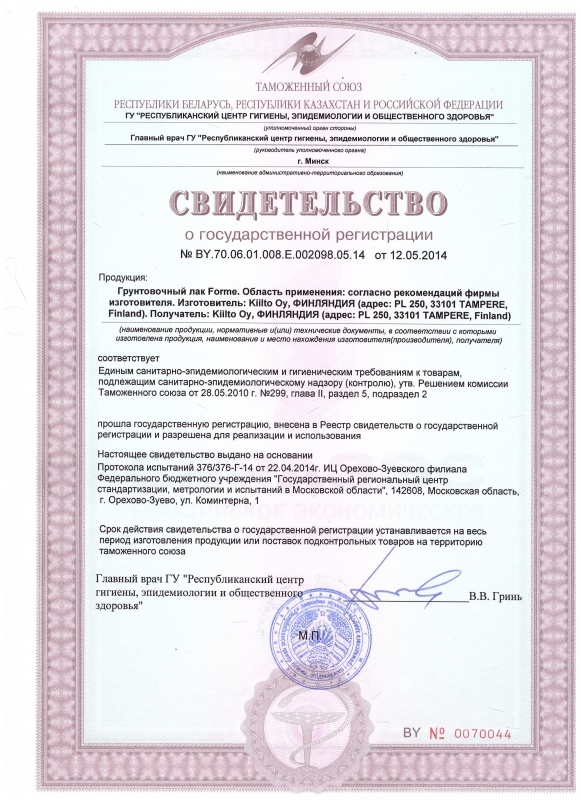 ТАМОЖЕННЫЙ СОЮЗ
РЕСПУБЛИКИ БЕЛАРУСЬ, РЕСПУБЛИКИ КАЗАХСТАН И РОССИЙСКОЙ ФЕДЕРАЦИИ
ГУ "РЕСПУБЛИКАНСКИЙ ЦЕНТР ГИГИЕНЫ, ЭПИДЕМИОЛОГИИ И ОБЩЕСТВЕННОГО ЗДОРОВЬЯ"
(уполномоченный орган стороны)
Главный врач ГУ "Республиканский центр гигиены, эпидемиологии и общественного здоровья"
(руководитель уполномоченного органа)
г. Минск
(наименование административно-территориального образования)
СВИДЕТЕЛЬСТВО
о государственной регистрации
№ BY.70.06.01.008.E.002098.05.14 от 12.05.2014
Продукция:
Грунтовочный лак Forme. Область применения: согласно рекомендаций фирмы
изготовителя. Изготовитель: Kiilto Oy, ФИНЛЯНДИЯ (адрес: PL 250, 33101 TAMPERE,
Finland). Получатель: Kiilto Oy, ФИНЛЯНДИЯ (адрес: PL 250, 33101 TAMPERE, Finland)
(наименование продукции, нормативные и(или) технические документы, в соответствии с которыми
изготовлена продукция, наименование и место нахождения изготовителя(производителя), получателя)
соответствует
Единым санитарно-эпидемиологическим и гигиеническим требованиям к товарам,
подлежащим санитарно-эпидемиологическому надзору (контролю), утв. Решением комиссии
Таможенного союза от 28.05.2010 г. №299, глава II, раздел 5, подраздел 2
прошла государственную регистрацию, внесена в Реестр свидетельств о государственной
регистрации и разрешена для реализации и использования
Настоящее свидетельство выдано на основании
Протокола испытаний 376/376-Г-14 от 22.04.2014г. ИЦ Орехово-Зуевского филиала
Федерального бюджетного учреждения "Государственный региональный центр
стандартизации, метрологии и испытаний в Московской области", 142608, Московская область,
г. Орехово-Зуево, ул. Коминтерна, 1
Срок действия свидетельства о государственной регистрации устанавливается на весь
период изготовления продукции или поставок подконтрольных товаров на территорию
таможенного союза
Главный врач ГУ "Республиканский центр
гигиены, эпидемиологии и общественного
здоровья"
В.В. Гринь
М.П.
BY № 0070044